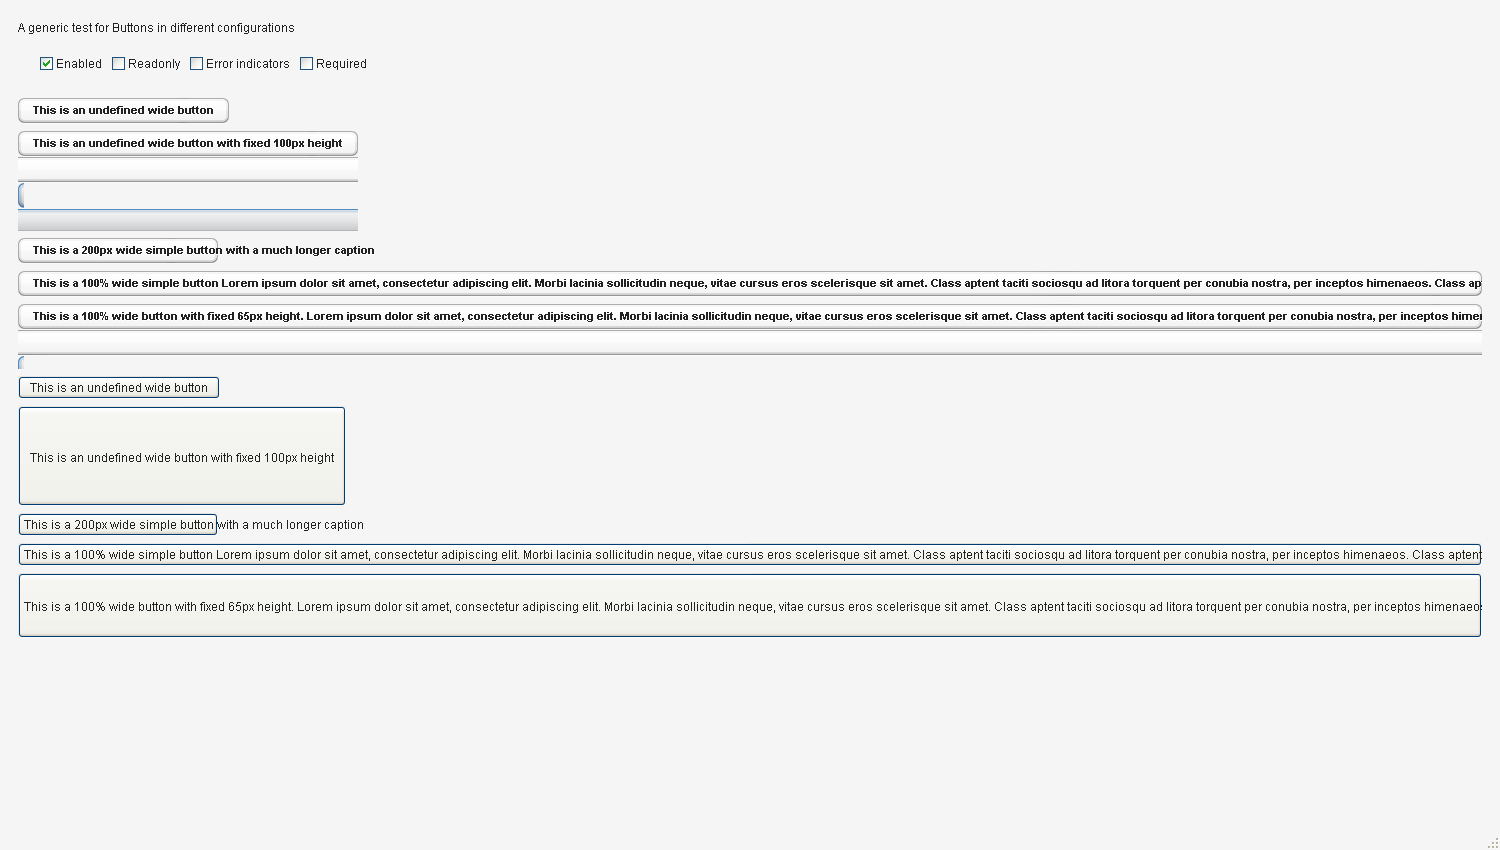 A generic test for Buttons in different configurations
Enabled Readonly Error indicators Required
This is an undefined wide button
This is an undefined wide button with fixed 100px height
This is a 200px wide simple button with a much longer caption
This is a 100% wide simple button Lorem ipsum dolor sit amet, consectetur adipiscing elit. Morbi lacinia sollicitudin neque, vitae cursus eros scelerisque sit amet. Class aptent taciti sociosqu ad litora torquent per conubia nostra, per inceptos himenaeos. Class ap
This is a 100% wide button with fixed 65px height. Lorem ipsum dolor sit amet, consectetur adipiscing elit. Morbi lacinia sollicitudin neque, vitae cursus eros scelerisque sit amet. Class aptent taciti sociosqu ad litora torquent per conubia nostra, per inceptos himen
This is an undefined wide button
This is an undefined wide button with fixed 100px height
This is a 200px wide simple button with a much longer caption
This is a 100% wide simple button Lorem ipsum dolor sit amet, consectetur adipiscing elit. Morbi lacinia sollicitudin neque, vitae cursus eros scelerisque sit amet. Class aptent taciti sociosqu ad litora torquent per conubia nostra, per inceptos himenaeos. Class aptent
This is a 100% wide button with fixed 65px height. Lorem ipsum dolor sit amet, consectetur adipiscing elit. Morbi lacinia sollicitudin neque, vitae cursus eros scelerisque sit amet. Class aptent taciti sociosqu ad litora torquent per conubia nostra, per inceptos himenaeo